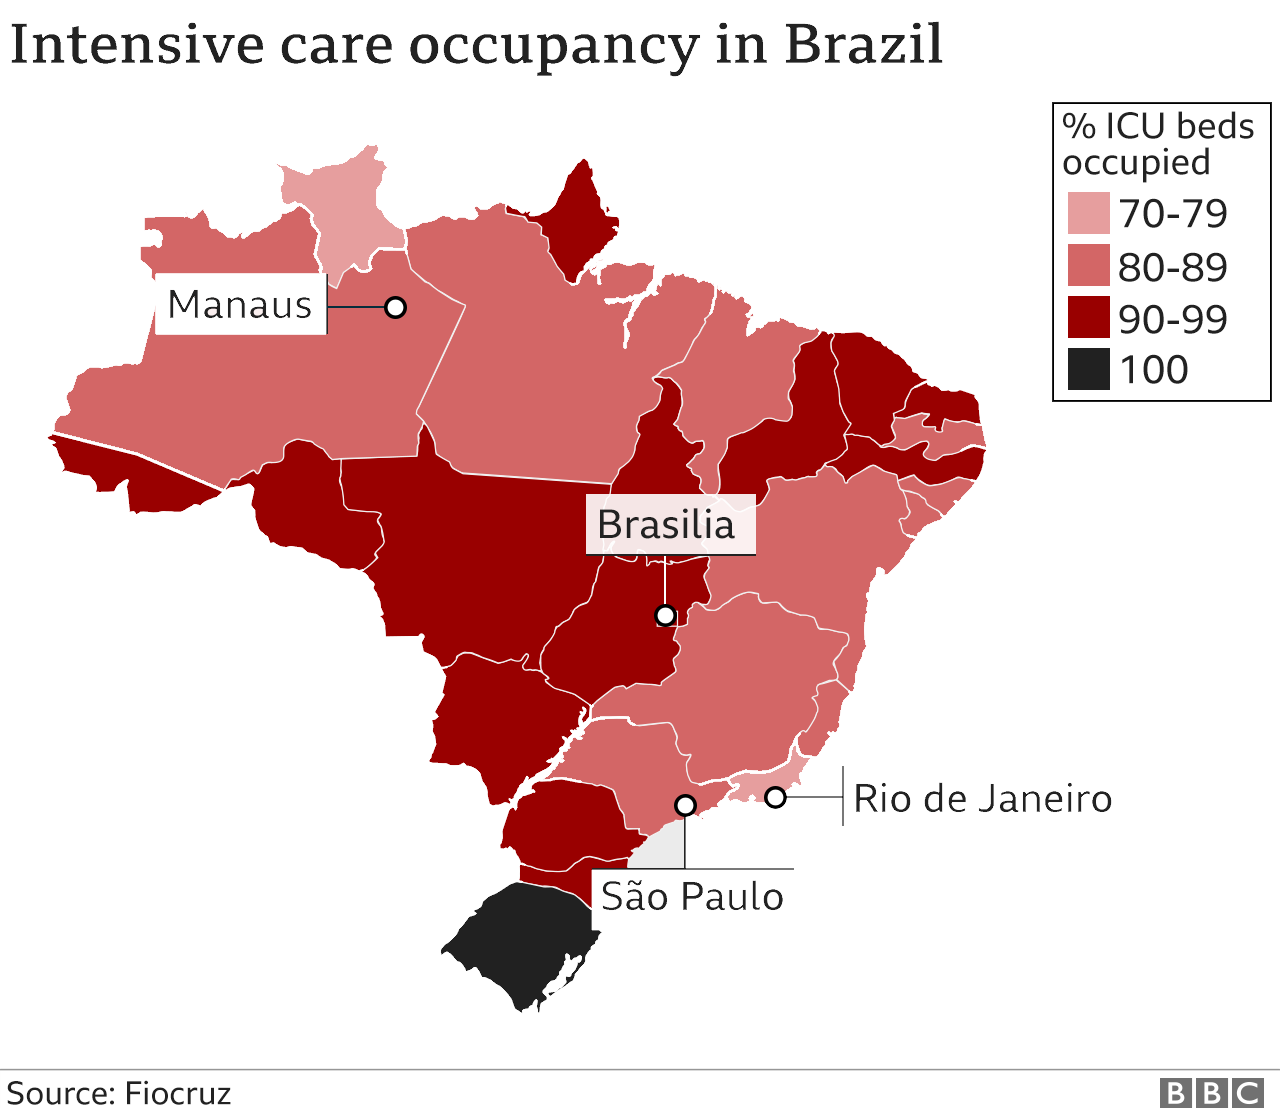 Intensive care occupancy in Brazil
% ICU beds
occupied
70-79
80-89
90-99
100
Manaus
Brasilia
Rio de Janeiro
São Paulo
Source: Fiocruz
BBC